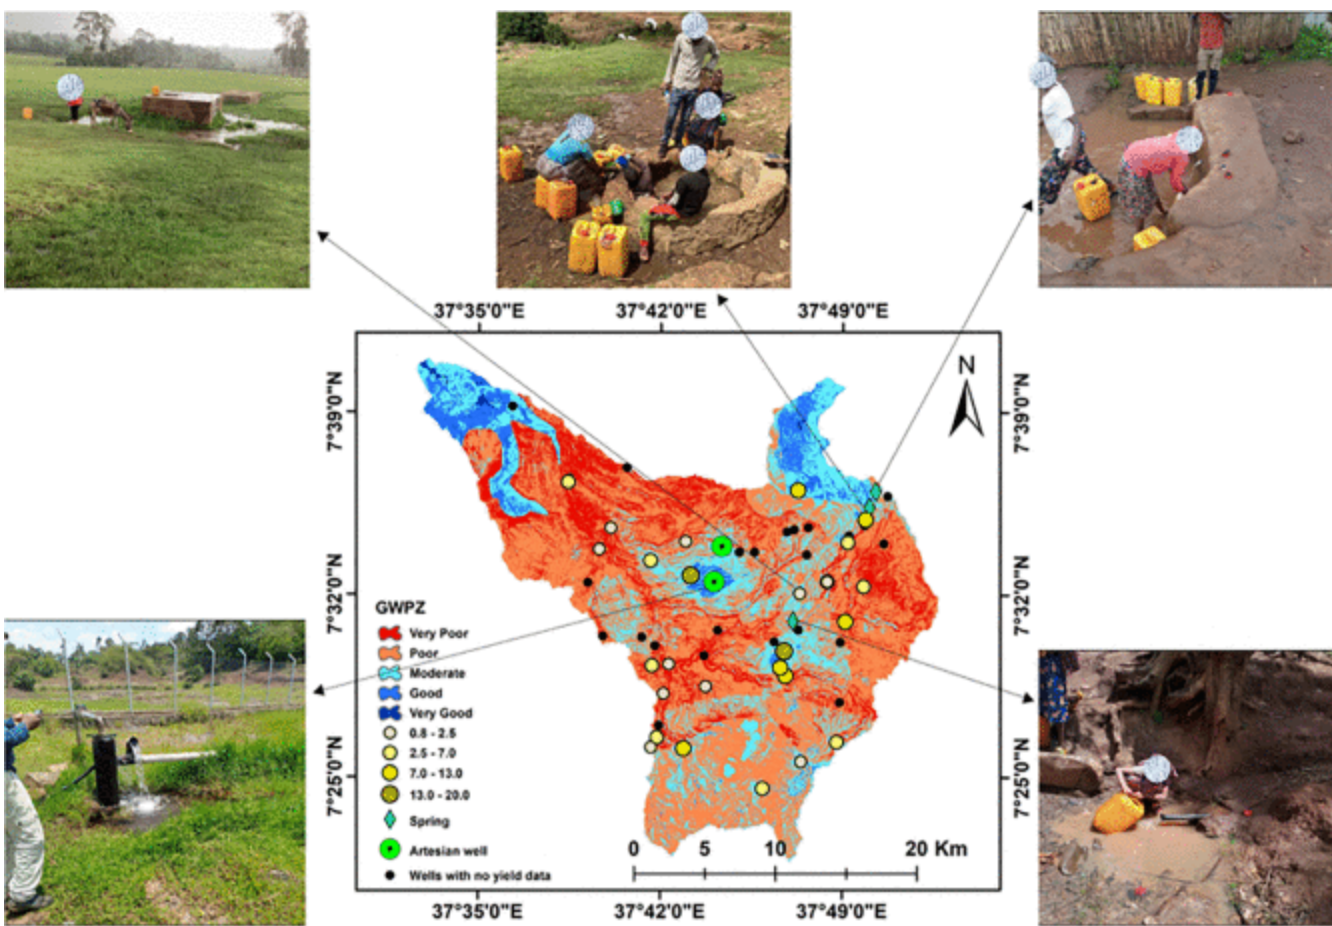 37°35'0"E 37°42'0"E 37°49'0"E
N
7°39'0"N 7°39'0"N
7°32'0"N 7°32'0"N
7°25'0"N 7°25'0"N
GWPZ
Very Poor
Poor
Moderate
Good
Very Good
0.8 - 2.5
2.5 - 7.0
7.0 - 13.0
13.0 - 20.0
Spring
Artesian well
Wells with no yield data
0 5 10 20 Km
37°35'0"E 37°42'0"E 37°49'0"E